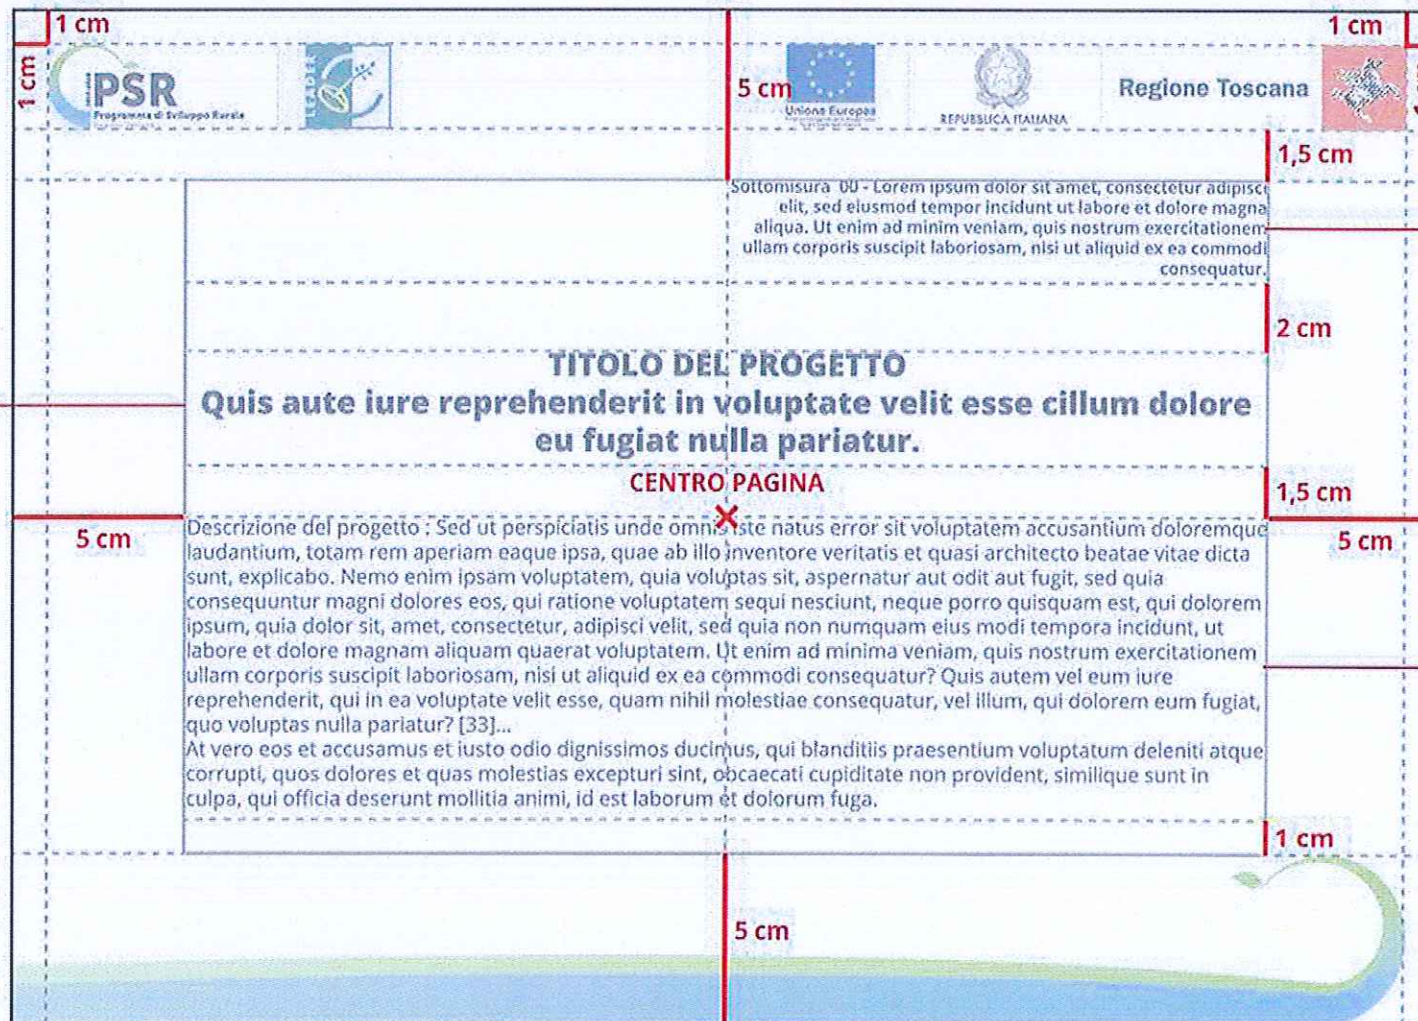 1 cm
1 cm
1 cm
PSR
Programma di Sviluppo Rurale
LEADER
5 cm
Unione Europea
REPUBBLICA ITALIANA
Regione Toscana
1,5 cm
Sottomisura 00 - Lorem ipsum dolor sit amet, consectetur adipisci
elit, sed eiusmod tempor incidunt ut labore et dolore magna
aliqua. Ut enim ad minim veniam, quis nostrum exercitationem
ullam corporis suscipit laboriosam, nisi ut aliquid ex ea commodi
consequatur.
2 cm
TITOLO DEL PROGETTO
Quis aute iure reprehenderit in voluptate velit esse cillum dolore
eu fugiat nulla pariatur.
CENTRO PAGINA
1,5 cm
5 cm
5 cm
Descrizione del progetto : Sed ut perspiciatis unde omnis iste natus error sit voluptatem accusantium doloremque
laudantium, totam rem aperiam eaque ipsa, quae ab illo inventore veritatis et quasi architecto beatae vitae dicta
sunt, explicabo. Nemo enim ipsam voluptatem, quia voluptas sit, aspernatur aut odit aut fugit, sed quia
consequuntur magni dolores eos, qui ratione voluptatem sequi nesciunt, neque porro quisquam est, qui dolorem
ipsum, quia dolor sit, amet, consectetur, adipisci velit, sed quia non numquam eius modi tempora incidunt, ut
labore et dolore magnam aliquam quaerat voluptatem. Ut enim ad minima veniam, quis nostrum exercitationem
ullam corporis suscipit laboriosam, nisi ut aliquid ex ea commodi consequatur? Quis autem vel eum iure
reprehenderit, qui in ea voluptate velit esse, quam nihil molestiae consequatur, vel illum, qui dolorem eum fugiat,
quo voluptas nulla pariatur? [33]...
At vero eos et accusamus et iusto odio dignissimos ducimus, qui blanditiis praesentium voluptatum deleniti atque
corrupti, quos dolores et quas molestias excepturi sint, obcaecati cupiditate non provident, similique sunt in
culpa, qui officia deserunt mollitia animi, id est laborum et dolorum fuga.
1 cm
5 cm